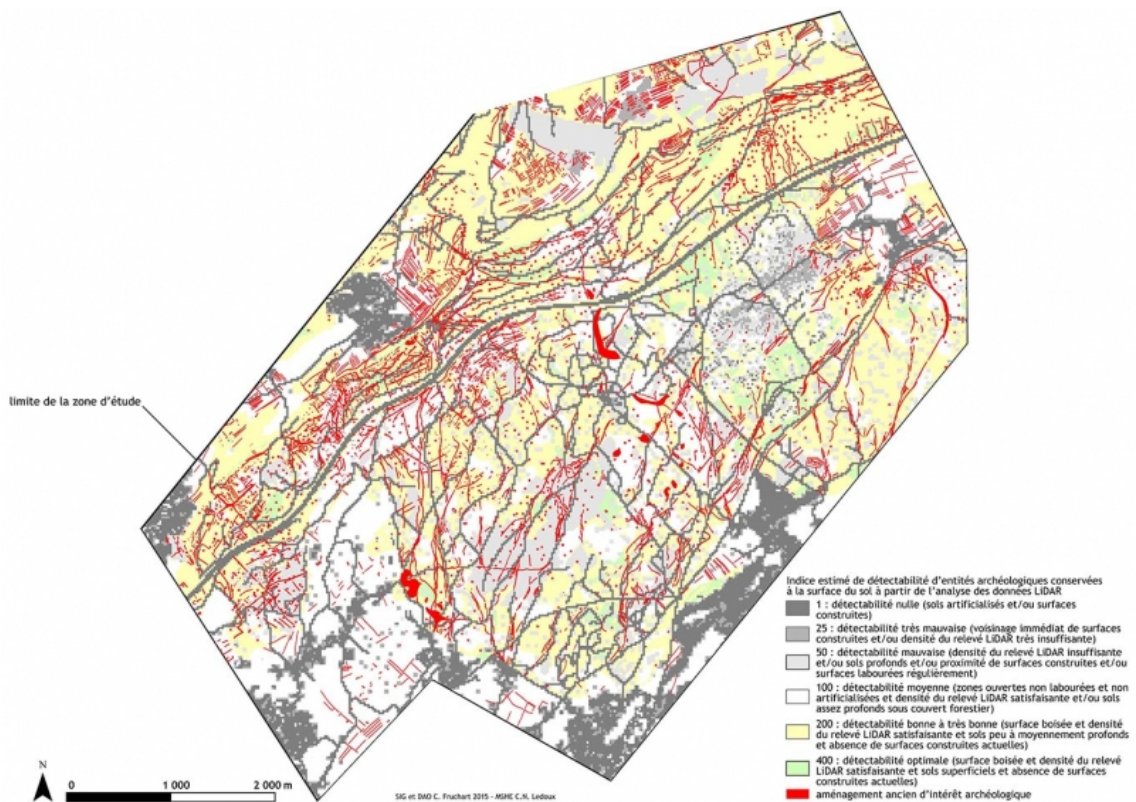 limite de la zone d'étude
Indice estimé de détectabilité d'entités archéologiques conservées
à la surface du sol à partir de l'analyse des données LiDAR
1 : détectabilité nulle (sols artificialisés et/ou surfaces
construites)
25 : détectabilité très mauvaise (voisinage immédiat de surfaces
construites et/ou densité du relevé LiDAR très insuffisante)
50 : détectabilité mauvaise (densité du relevé LiDAR insuffisante
et/ou sols profonds et/ou proximité de surfaces construites et/ou
surfaces labourées régulièrement)
100 : détectabilité moyenne (zones ouvertes non labourées et non
artificialisées et densité du relevé LiDAR satisfaisante et/ou sols
assez profonds sous couvert forestier)
200 : détectabilité bonne à très bonne (surface boisée et densité
du relevé LiDAR satisfaisante et sols peu à moyennement profonds
et absence de surfaces construites actuelles)
400 : détectabilité optimale (surface boisée et densité du relevé
LiDAR satisfaisante et sols superficiels et absence de surfaces
construites actuelles)
aménagement ancien d'intérêt archéologique
N
0 1 000 2 000 m
SIG et DAO C. Fruchart 2015 - MSHE C.N. Ledoux